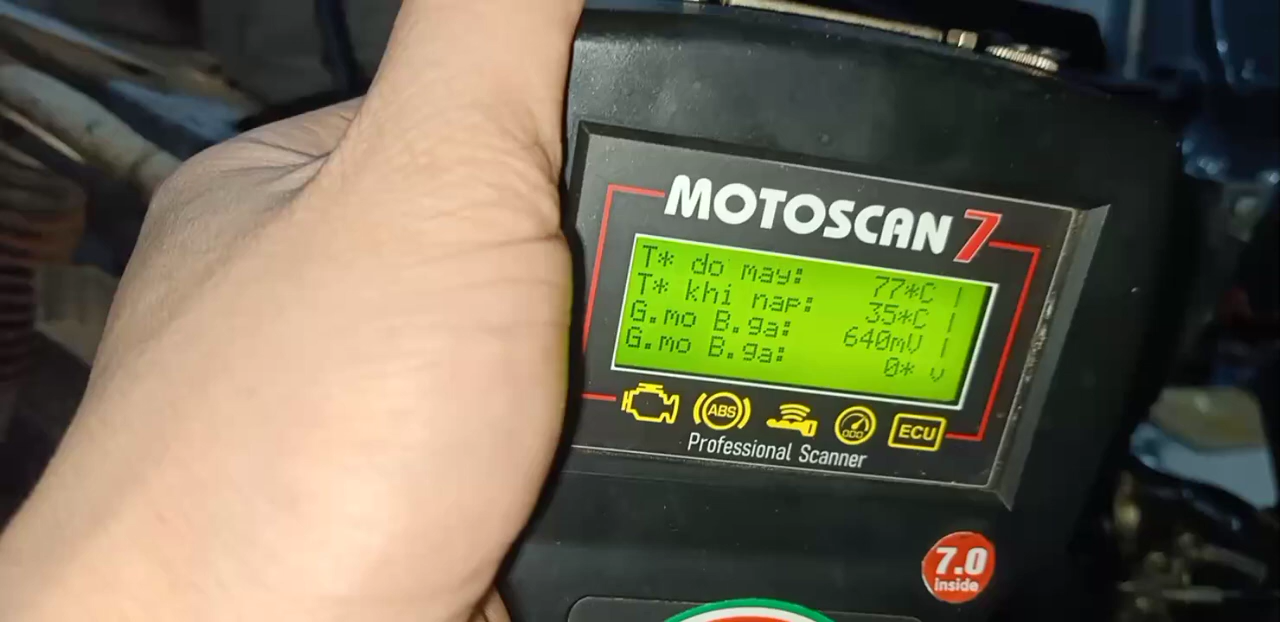 MOTOSCAN 7
T* do may: 77*C
T* khi nap: 35*C
G.mo B.ga: 640mV
G.mo B.ga: 0*
ABS
ECU
Professional Scanner
7.0
inside